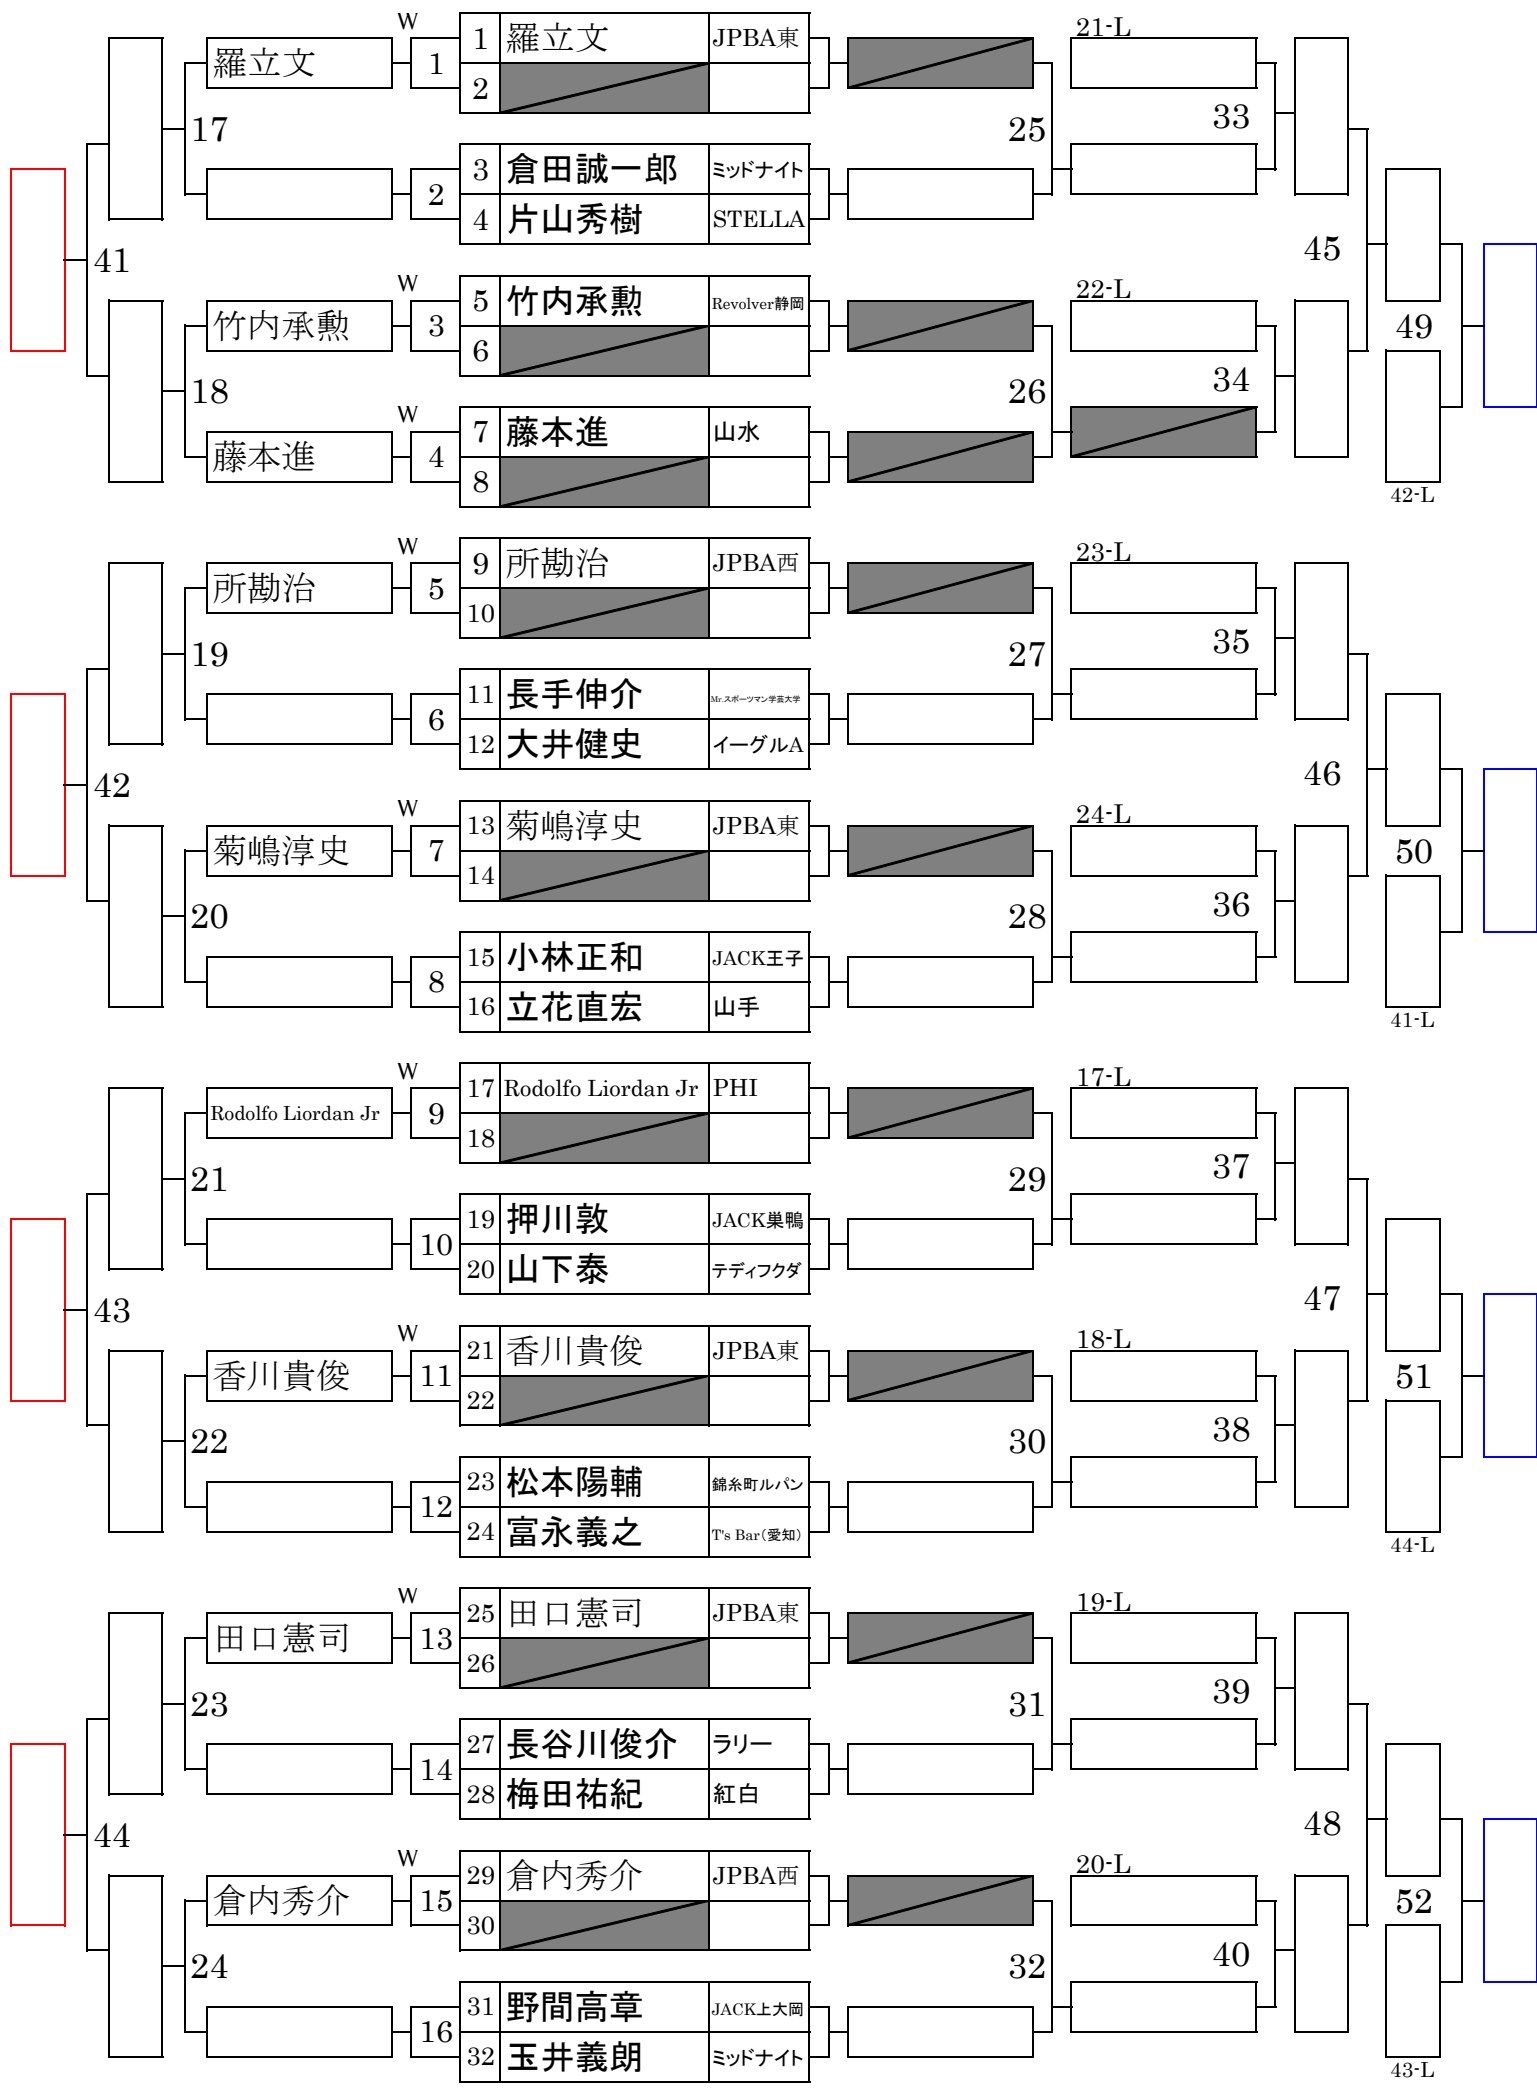 W
1 羅立文 JPBA東
21-L
羅立文
1
2
17
25
33
3 倉田誠一郎 ミッドナイト
2
4 片山秀樹 STELLA
41
45
W
5 竹内承勲 Revolver静岡
22-L
竹内承勲
3
6
49
18
26
34
W
7 藤本進 山水
藤本進
4
8
42-L
W
9 所勘治 JPBA西
23-L
所勘治
5
10
19
27
35
11 長手伸介 Mr.スポーツマン学芸大学
6
12 大井健史 イーグルA
42
46
W
13 菊嶋淳史 JPBA東
24-L
菊嶋淳史
7
14
50
20
28
36
15 小林正和 JACK王子
8
16 立花直宏 山手
41-L
W
17 Rodolfo Liordan Jr PHI
17-L
Rodolfo Liordan Jr
9
18
21
29
37
19 押川敦 JACK巣鴨
10
20 山下泰 テディフクダ
43
47
W
21 香川貴俊 JPBA東
18-L
香川貴俊
11
22
51
22
30
38
23 松本陽輔 錦糸町ルパン
12
24 富永義之 T's Bar(愛知)
44-L
W
25 田口憲司 JPBA東
19-L
田口憲司
13
26
23
31
39
27 長谷川俊介 ラリー
14
28 梅田祐紀 紅白
44
48
W
29 倉内秀介 JPBA西
20-L
倉内秀介
15
30
52
24
32
40
31 野間高章 JACK上大岡
16
32 玉井義朗 ミッドナイト
43-L